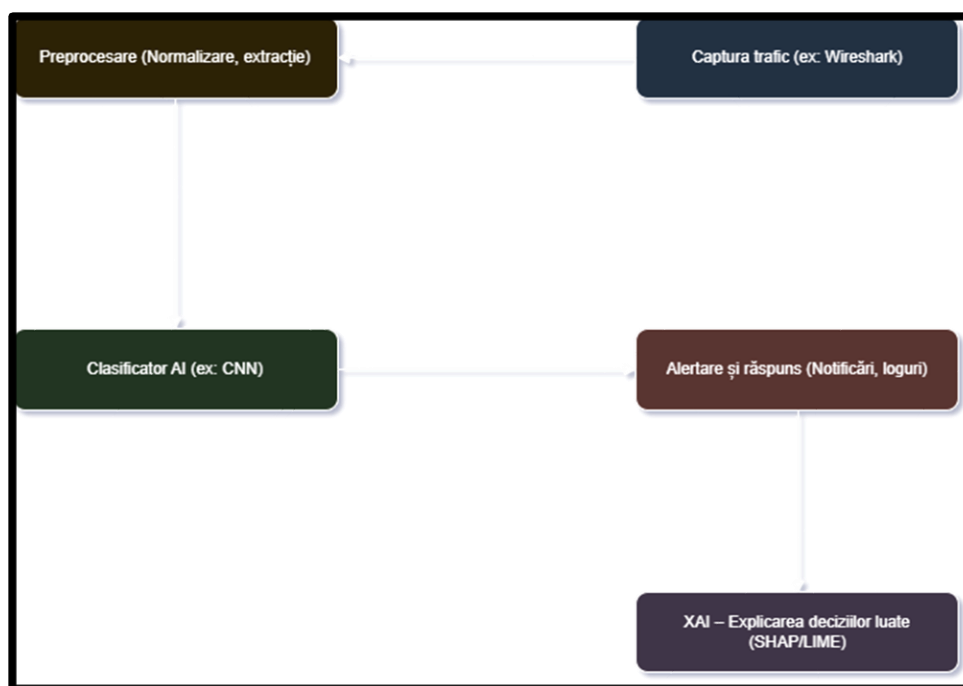 Preprocesare (Normalizare, extracție)
Captura trafic (ex: Wireshark)
Clasificator AI (ex: CNN)
Alertare și răspuns (Notificări, loguri)
XAI – Explicarea deciziilor luate
(SHAP/LIME)